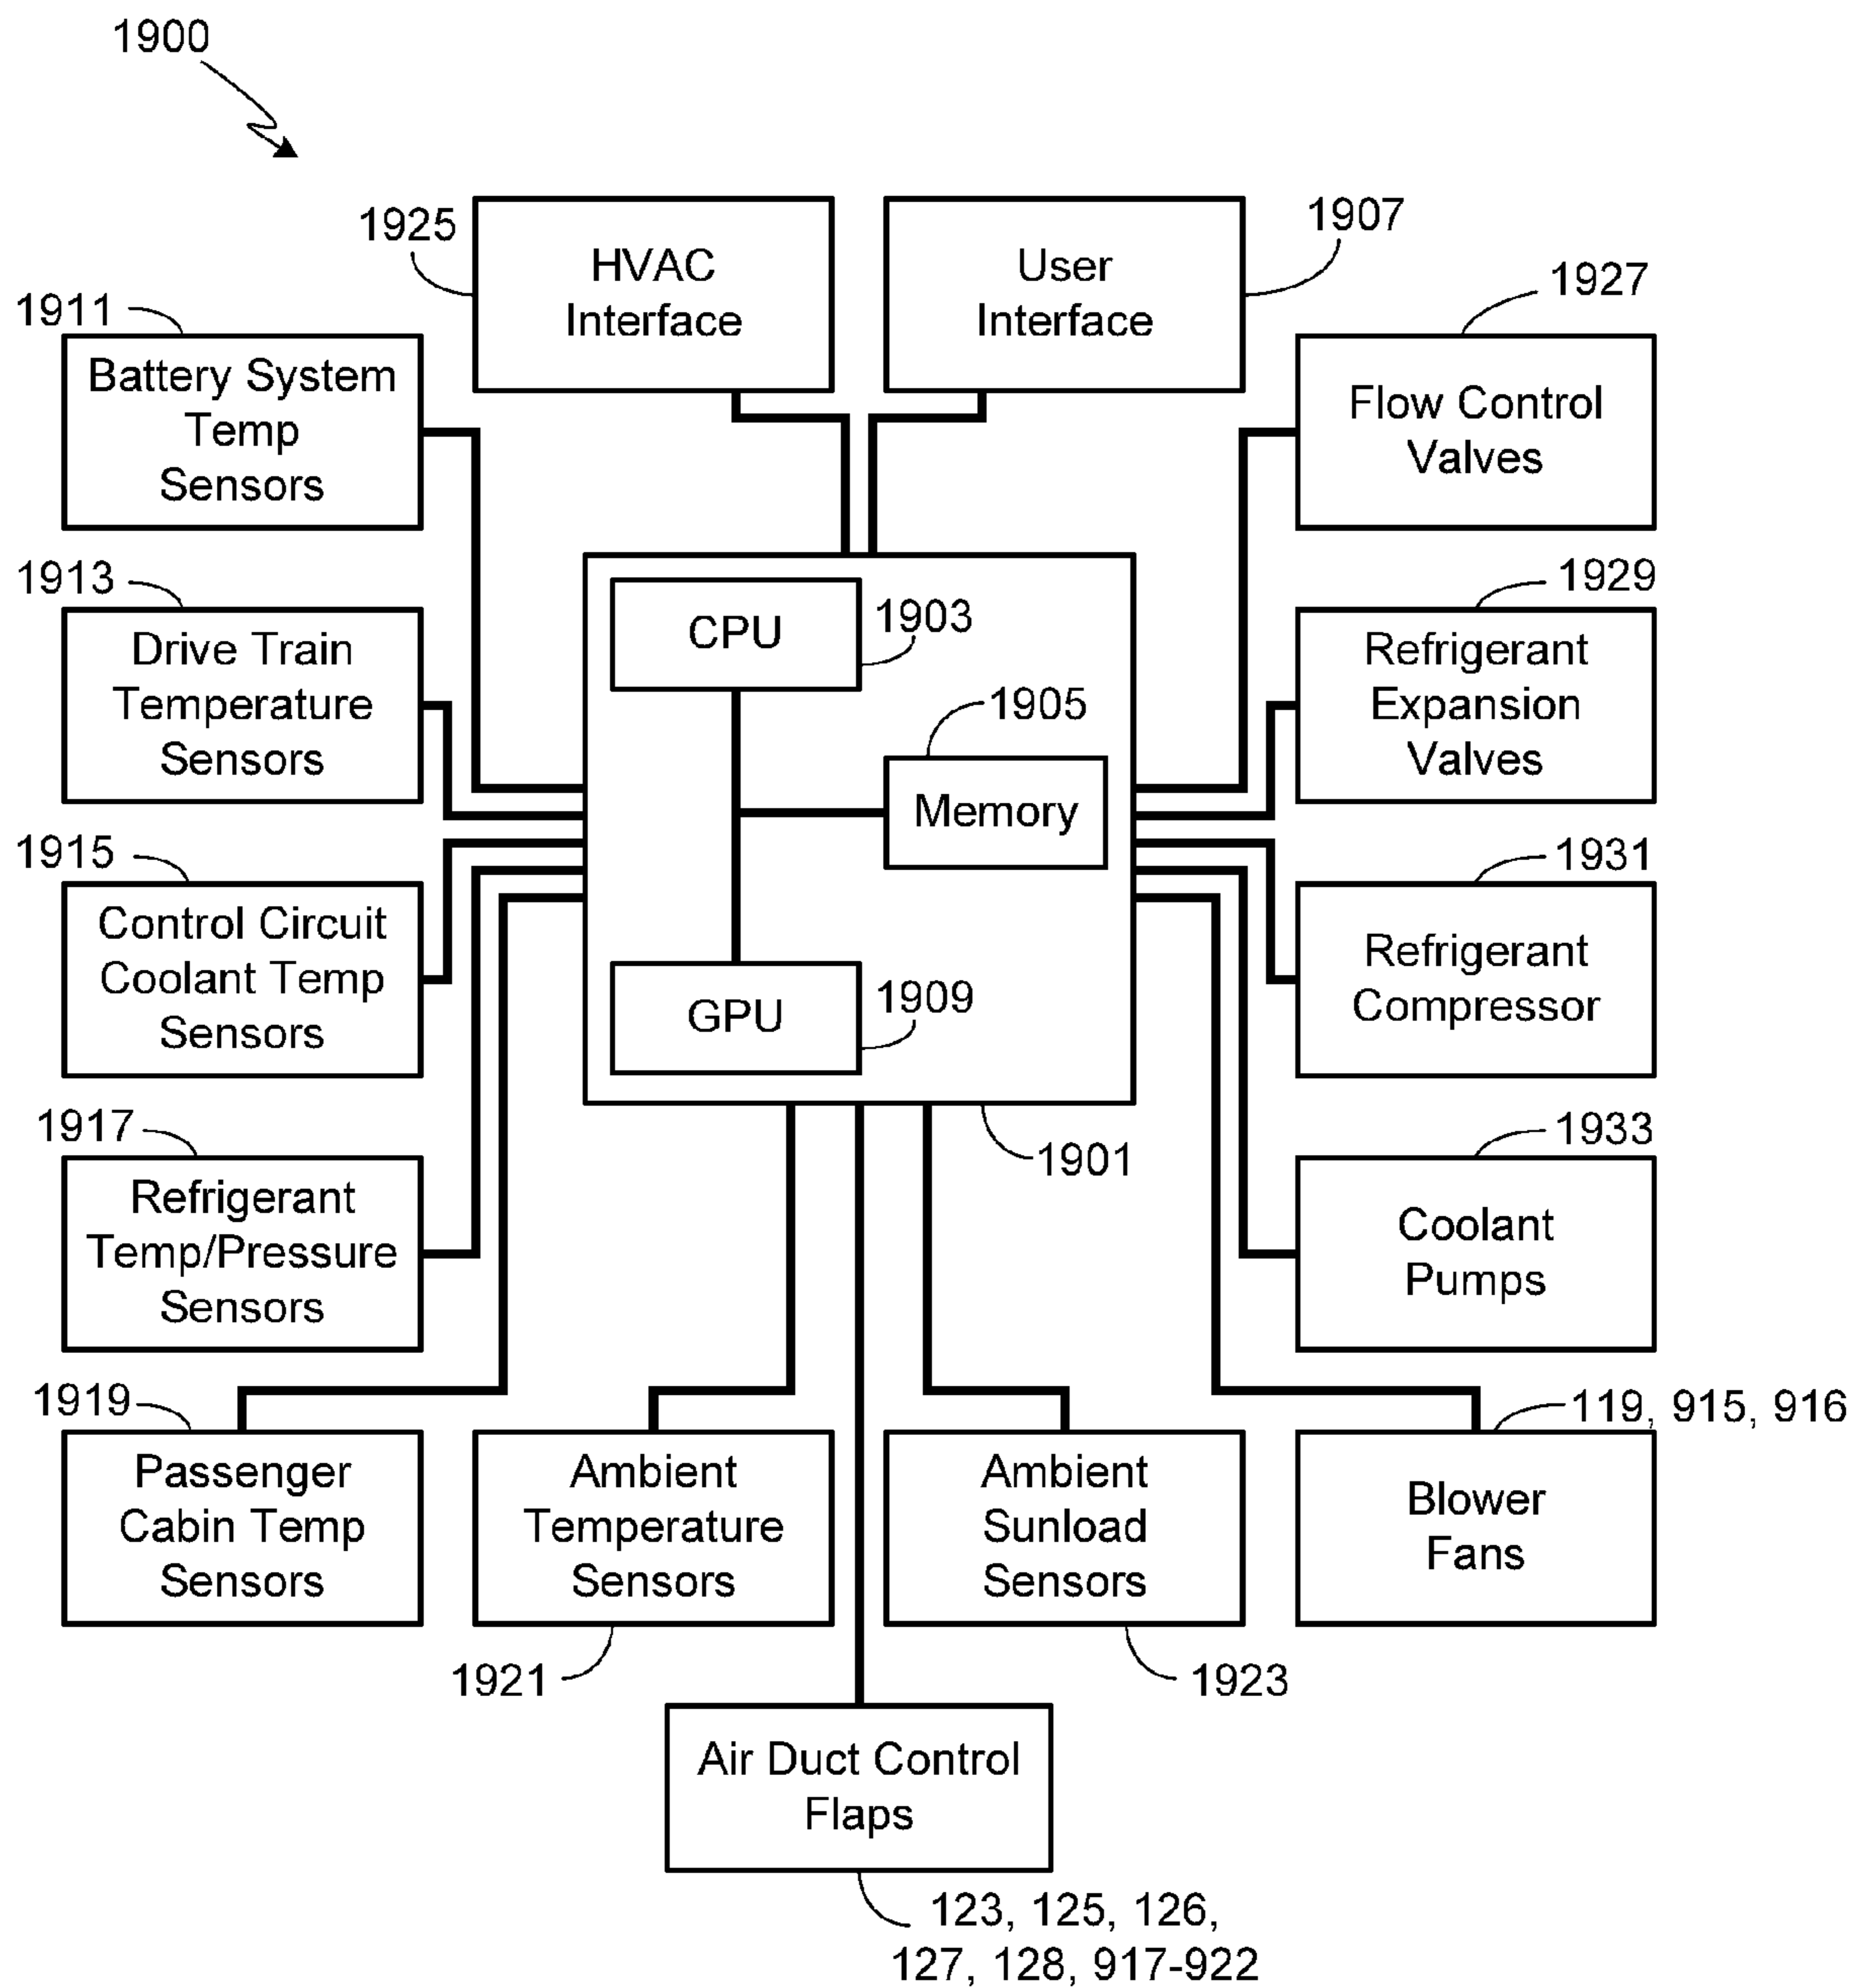 1900
1925
HVAC
Interface
User
Interface
1907
1911
Battery System
Temp
Sensors
1927
Flow Control
Valves
1913
Drive Train
Temperature
Sensors
CPU
1903
1905
Memory
GPU
1909
1901
1929
Refrigerant
Expansion
Valves
1915
Control Circuit
Coolant Temp
Sensors
1931
Refrigerant
Compressor
1917
Refrigerant
Temp/Pressure
Sensors
1933
Coolant
Pumps
1919
Passenger
Cabin Temp
Sensors
Ambient
Temperature
Sensors
1921
Ambient
Sunload
Sensors
1923
119, 915, 916
Blower
Fans
Air Duct Control
Flaps
123, 125, 126,
127, 128, 917-922